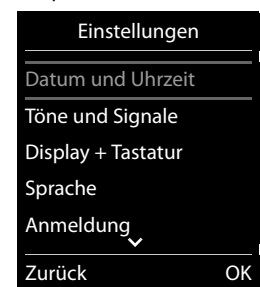 Einstellungen
Datum und Uhrzeit
Töne und Signale
Display + Tastatur
Sprache
Anmeldung
Zurück OK